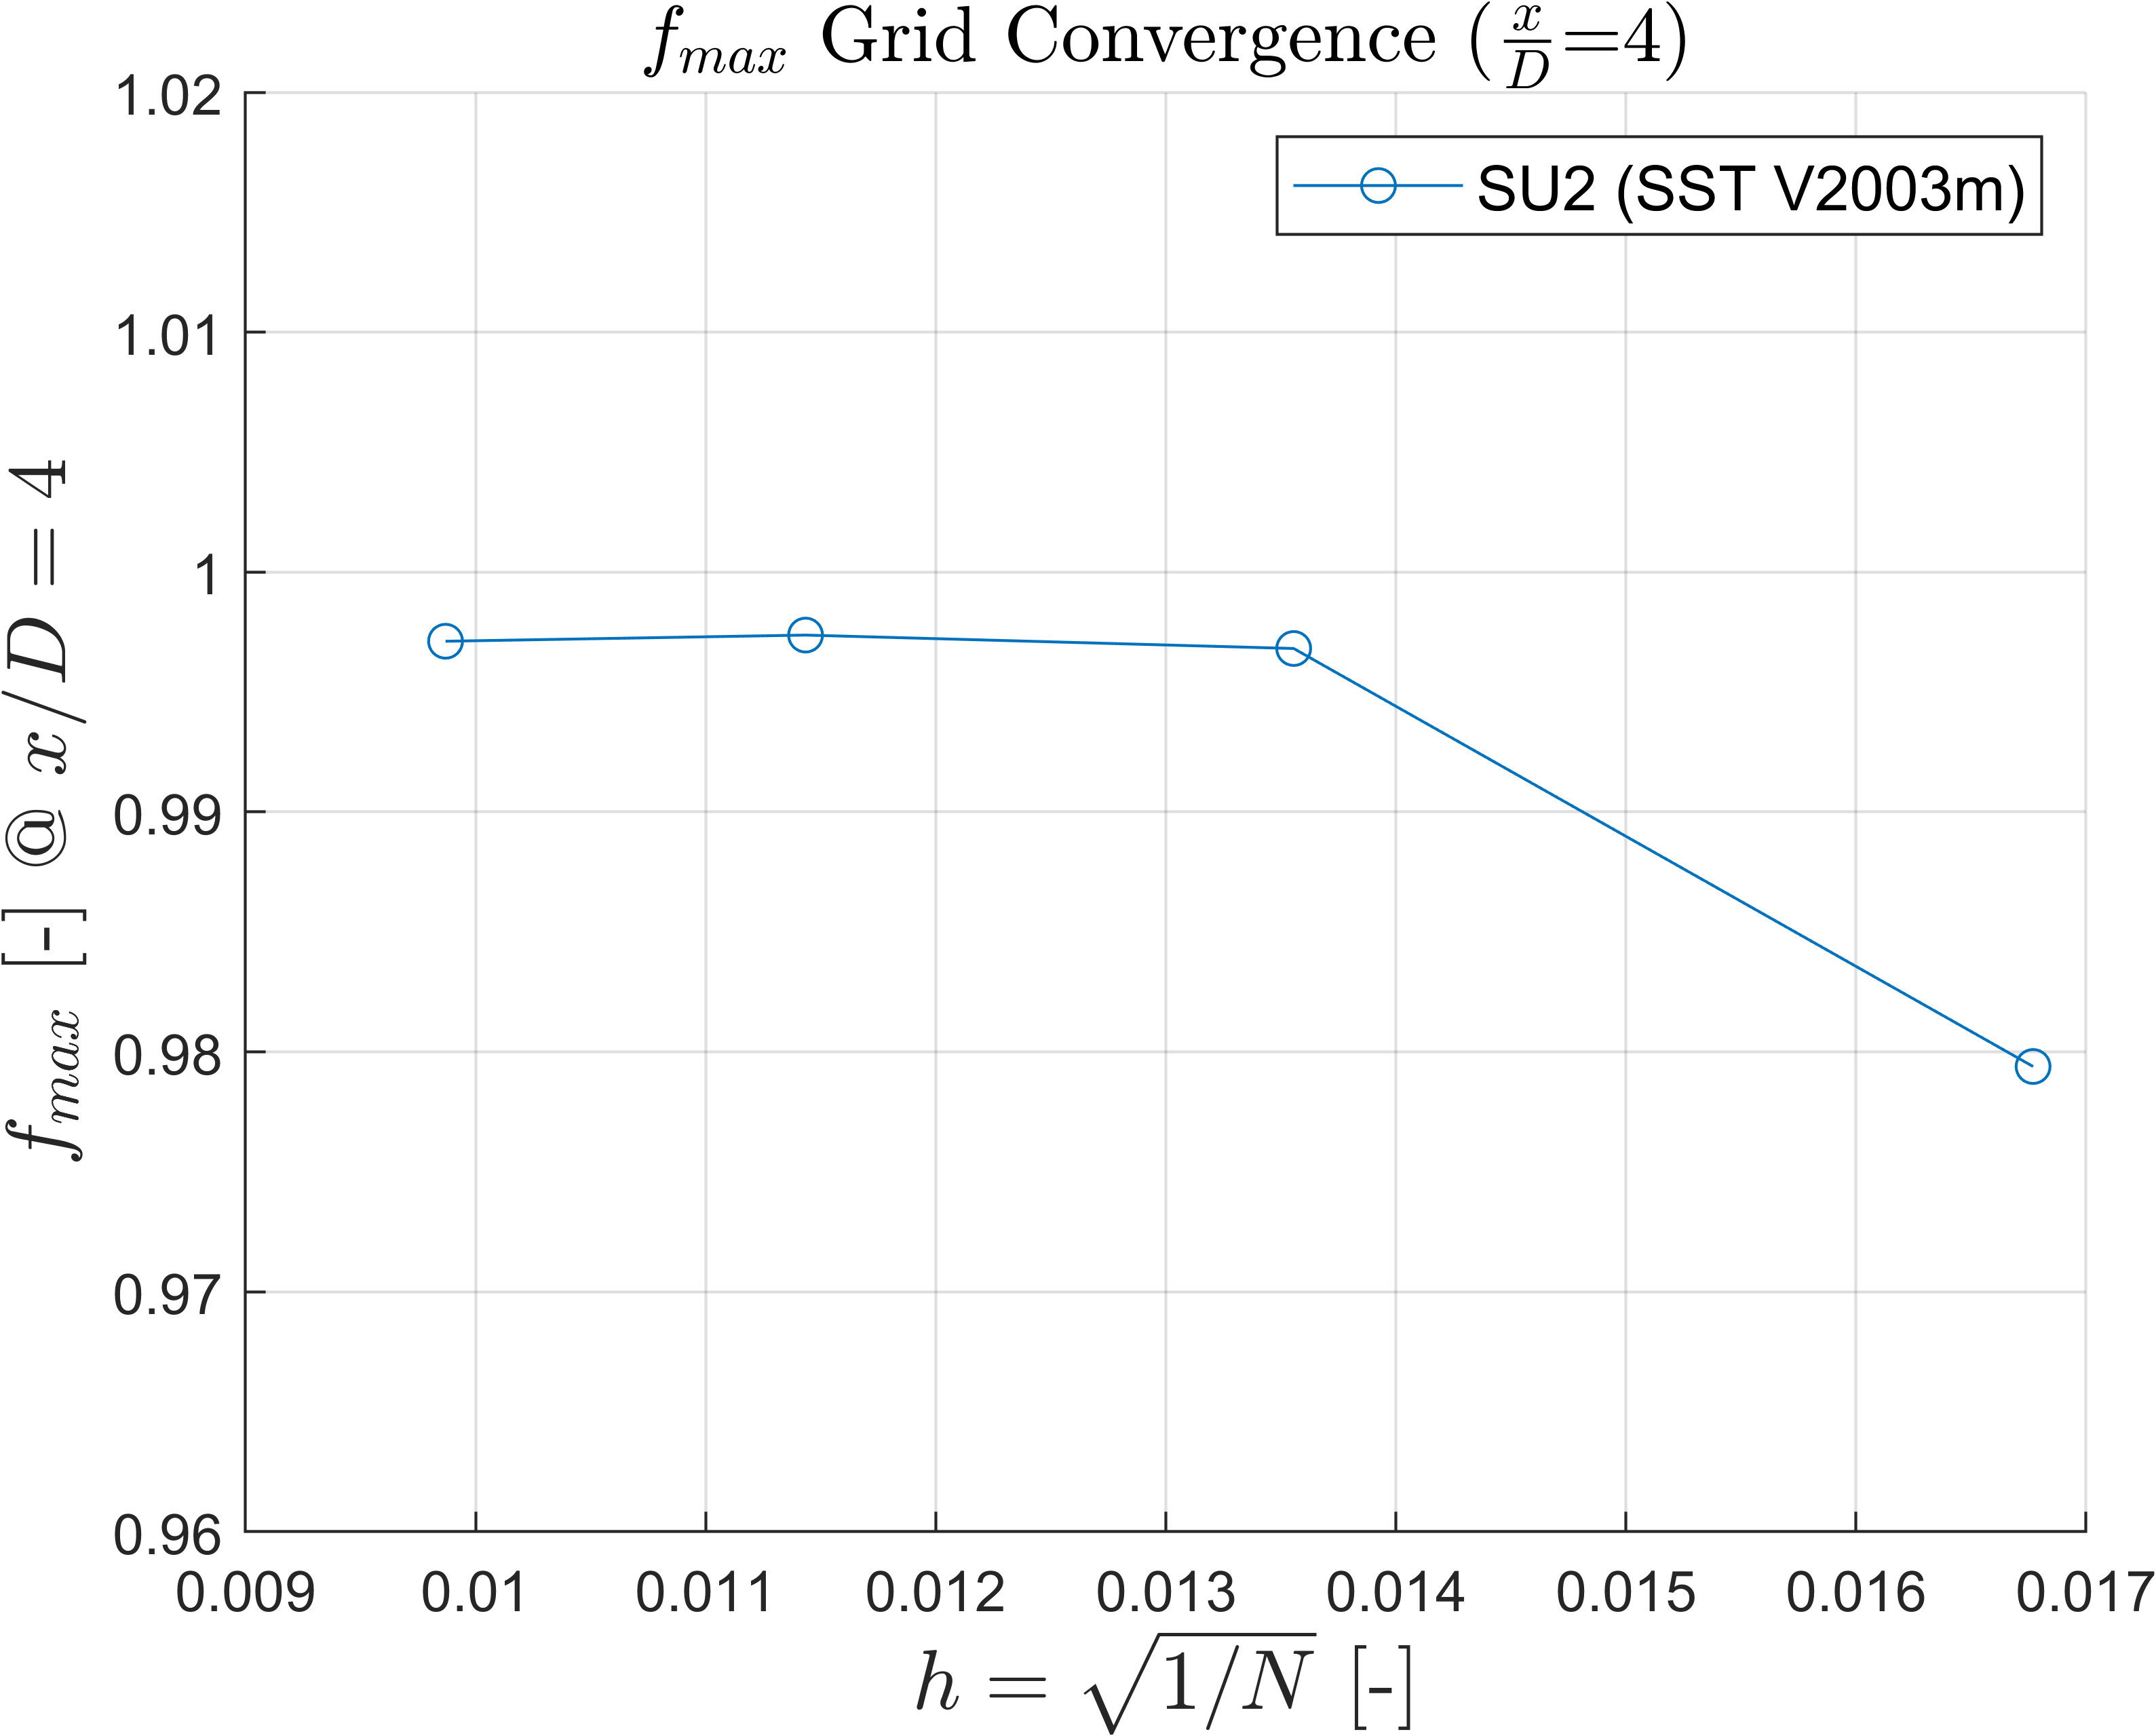 f_max Grid Convergence (x/D=4)
SU2 (SST V2003m)
1.02
1.01
1
0.99
0.98
0.97
0.96
f_max [-] @ x/D = 4
0.009 0.01 0.011 0.012 0.013 0.014 0.015 0.016 0.017
h = √1/N [-]